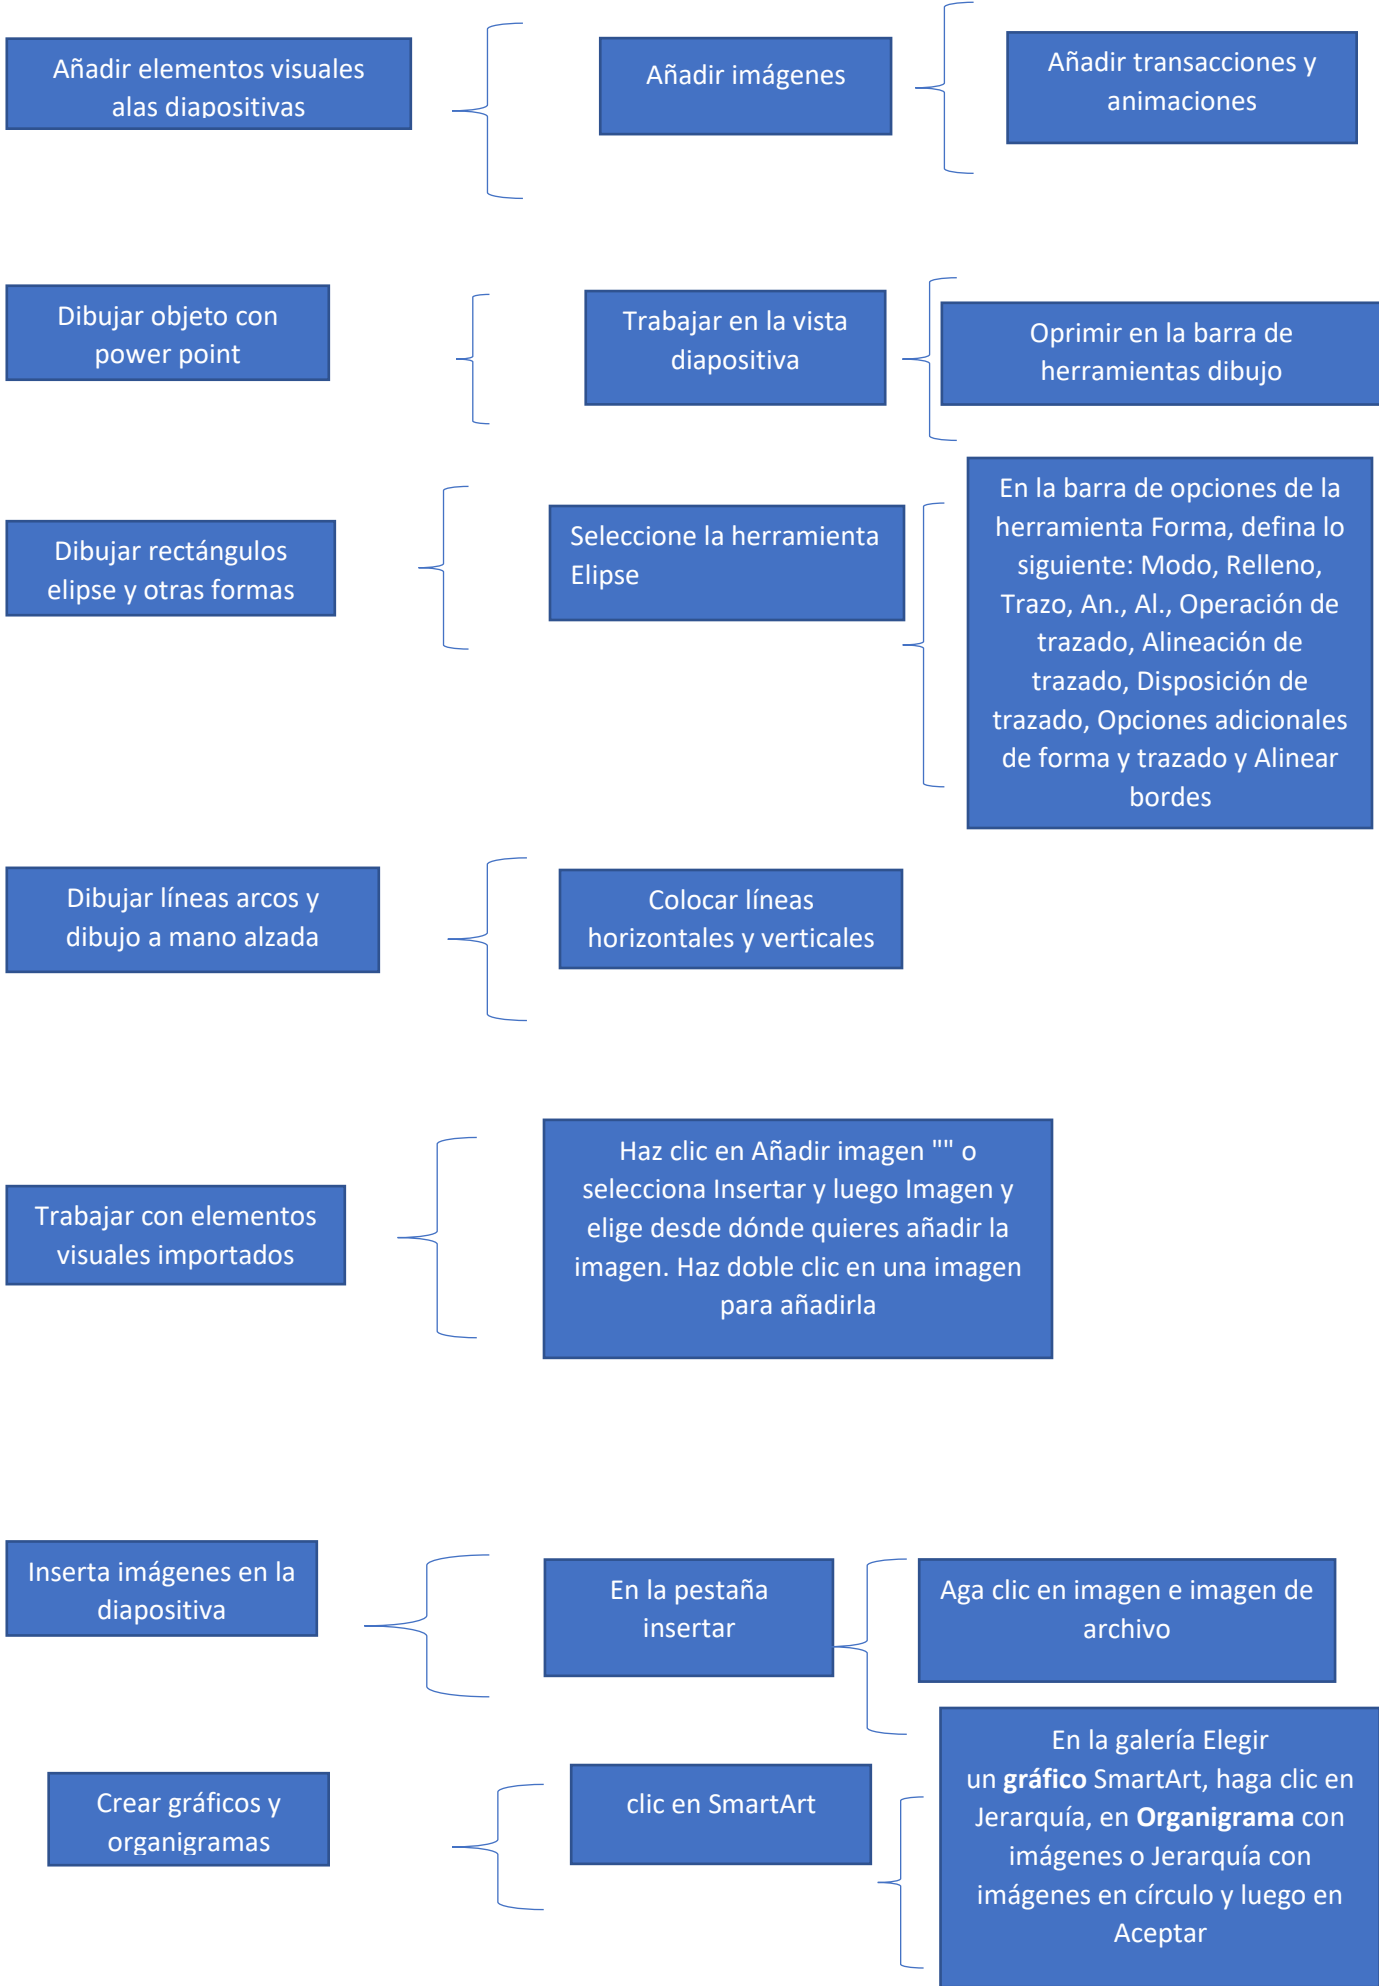 Añadir elementos visuales
alas diapositivas
Añadir imágenes
Añadir transacciones y
animaciones
Dibujar objeto con
power point
Trabajar en la vista
diapositiva
Oprimir en la barra de
herramientas dibujo
Dibujar rectángulos
elipse y otras formas
Seleccione la herramienta
Elipse
En la barra de opciones de la
herramienta Forma, defina lo
siguiente: Modo, Relleno,
Trazo, An., Al., Operación de
trazado, Alineación de
trazado, Disposición de
trazado, Opciones adicionales
de forma y trazado y Alinear
bordes
Dibujar líneas arcos y
dibujo a mano alzada
Colocar líneas
horizontales y verticales
Trabajar con elementos
visuales importados
Haz clic en Añadir imagen "" o
selecciona Insertar y luego Imagen y
elige desde dónde quieres añadir la
imagen. Haz doble clic en una imagen
para añadirla
Inserta imágenes en la
diapositiva
En la pestaña
insertar
Aga clic en imagen e imagen de
archivo
Crear gráficos y
organigramas
clic en SmartArt
En la galería Elegir
un gráfico SmartArt, haga clic en
Jerarquía, en Organigrama con
imágenes o Jerarquía con
imágenes en círculo y luego en
Aceptar